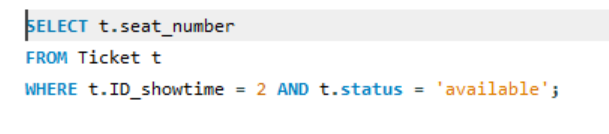 SELECT t.seat_number
FROM Ticket t
WHERE t.ID_showtime = 2 AND t.status = 'available';